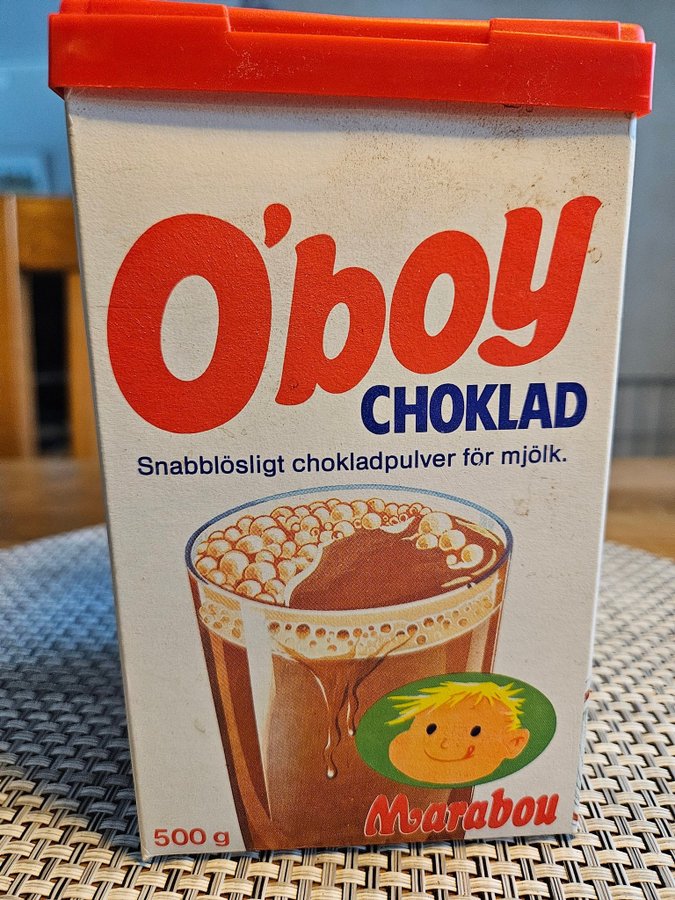 O'boy
CHOKLAD
Snabblösligt chokladpulver för mjölk.
Marabou
500 g